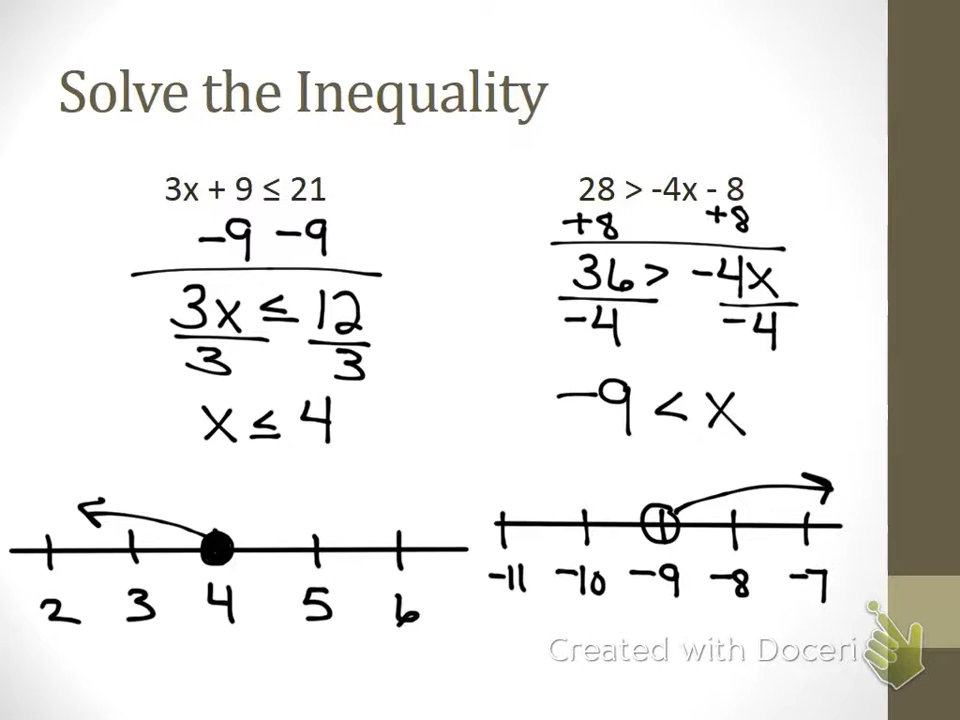 Solve the Inequality
3x + 9 ≤ 21
-9 -9
3x ≤ 12
3 3
x ≤ 4
2 3 4 5 6
28 > -4x - 8
+8 +8
36 > -4x
-4 -4
-9 < x
-11 -10 -9 -8 -7
Created with Doceri